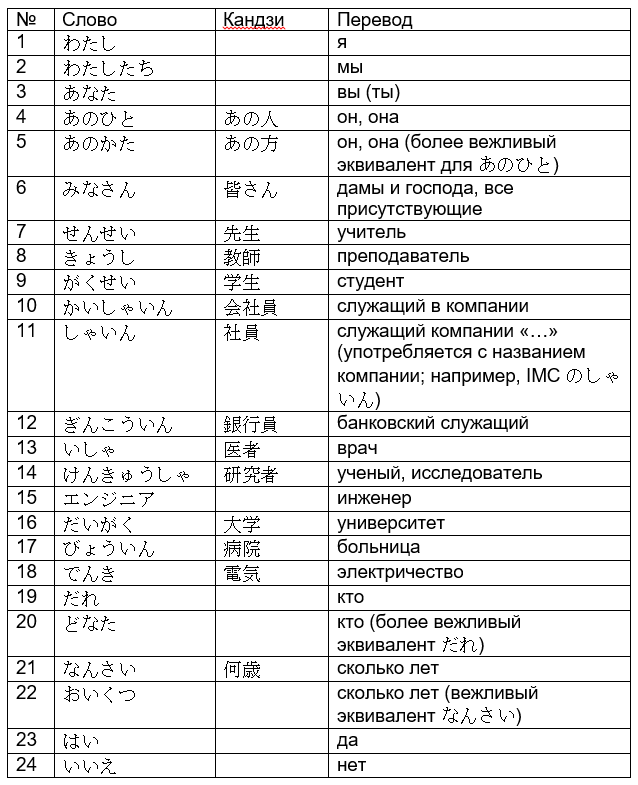 № Слово Кандзи Перевод
1 わたし я
2 わたしたち мы
3 あなた вы (ты)
4 あのひと あの人 он, она
5 あのかた あの方 он, она (более вежливый
эквивалент для あのひと)
6 みなさん 皆さん дамы и господа, все
присутствующие
7 せんせい 先生 учитель
8 きょうし 教師 преподаватель
9 がくせい 学生 студент
10 かいしゃいん 会社員 служащий в компании
11 しゃいん 社員 служащий компании «…»
(употребляется с названием
компании; например, IMC のしゃ
いん)
12 ぎんこういん 銀行員 банковский служащий
13 いしゃ 医者 врач
14 けんきゅうしゃ 研究者 ученый, исследователь
15 エンジニア инженер
16 だいがく 大学 университет
17 びょういん 病院 больница
18 でんき 電気 электричество
19 だれ кто
20 どなた кто (более вежливый
эквивалент だれ)
21 なんさい 何歳 сколько лет
22 おいくつ сколько лет (вежливый
эквивалент なんさい)
23 はい да
24 いいえ нет